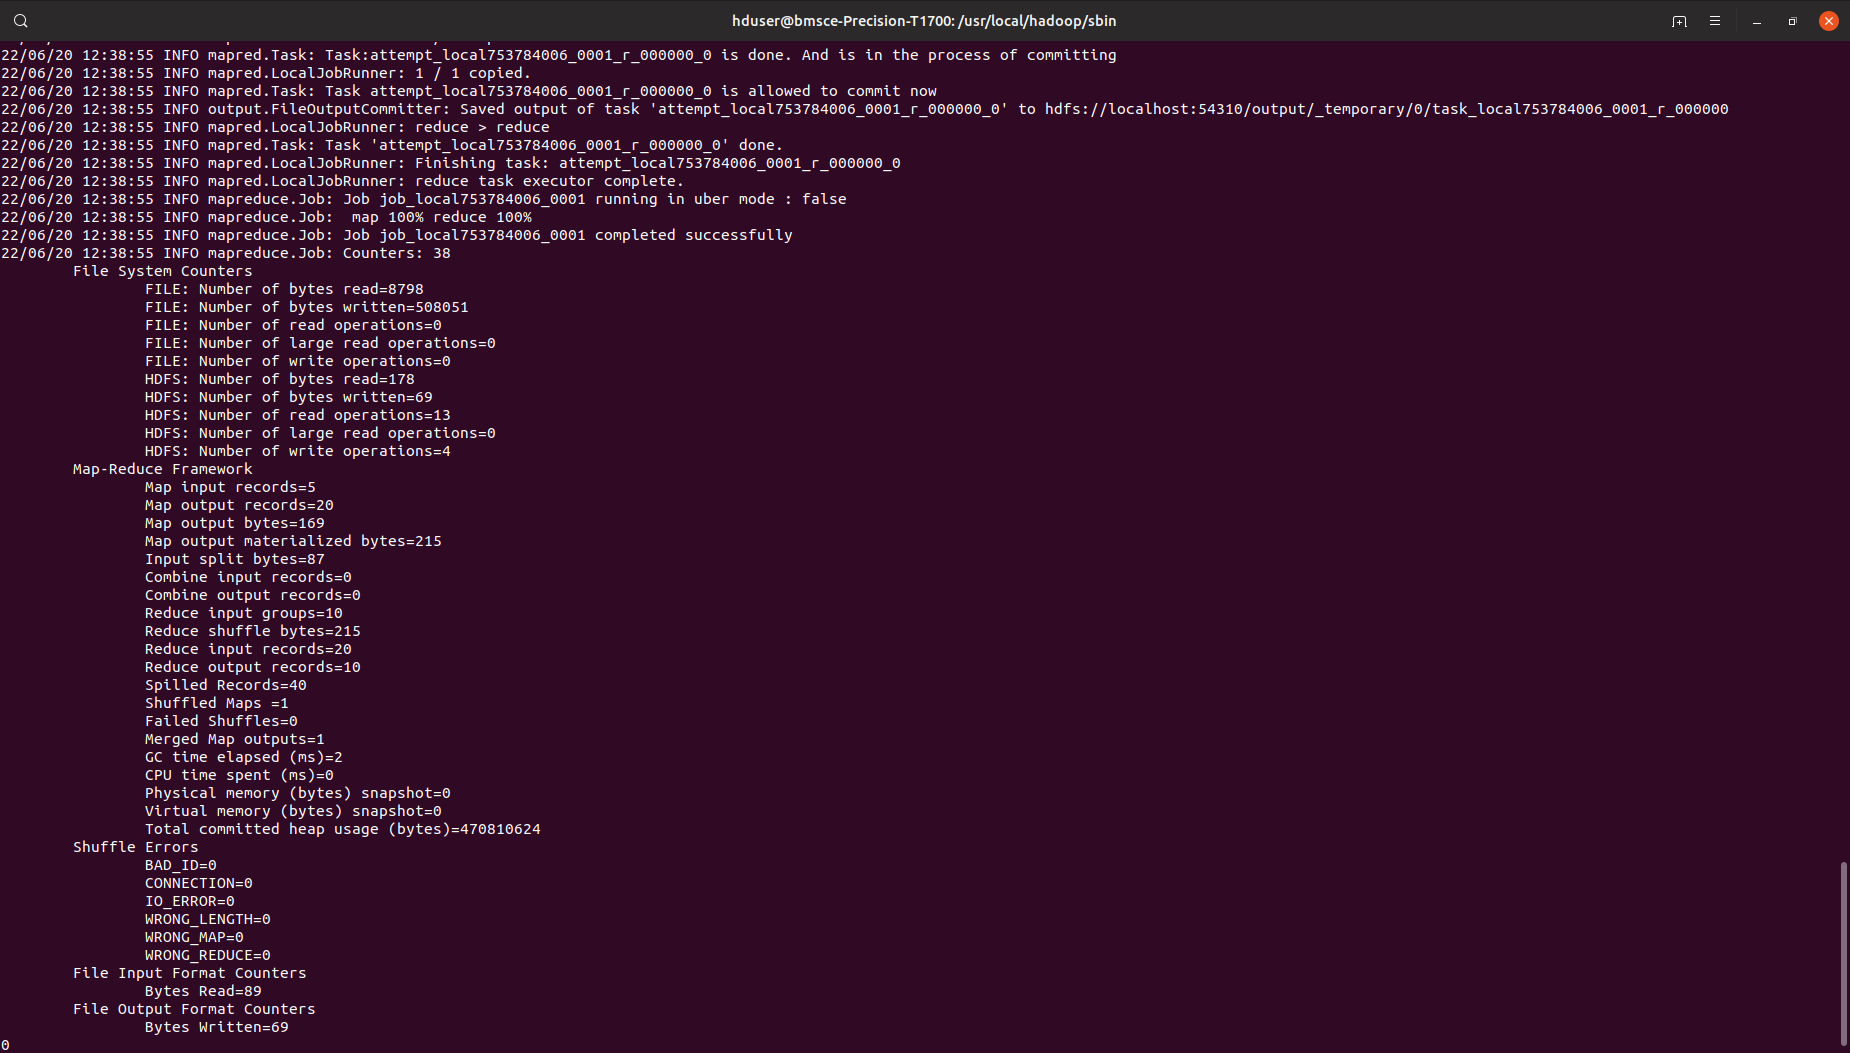 hduser@bmsce-Precision-T1700: /usr/local/hadoop/sbin
22/06/20 12:38:55 INFO mapred.Task: Task:attempt_local753784006_0001_r_000000_0 is done. And is in the process of committing
22/06/20 12:38:55 INFO mapred.LocalJobRunner: 1 / 1 copied.
22/06/20 12:38:55 INFO mapred.Task: Task attempt_local753784006_0001_r_000000_0 is allowed to commit now
22/06/20 12:38:55 INFO output.FileOutputCommitter: Saved output of task 'attempt_local753784006_0001_r_000000_0' to hdfs://localhost:54310/output/_temporary/0/task_local753784006_0001_r_000000
22/06/20 12:38:55 INFO mapred.LocalJobRunner: reduce > reduce
22/06/20 12:38:55 INFO mapred.Task: Task 'attempt_local753784006_0001_r_000000_0' done.
22/06/20 12:38:55 INFO mapred.LocalJobRunner: Finishing task: attempt_local753784006_0001_r_000000_0
22/06/20 12:38:55 INFO mapred.LocalJobRunner: reduce task executor complete.
22/06/20 12:38:55 INFO mapreduce.Job: Job job_local753784006_0001 running in uber mode : false
22/06/20 12:38:55 INFO mapreduce.Job:  map 100% reduce 100%
22/06/20 12:38:55 INFO mapreduce.Job: Job job_local753784006_0001 completed successfully
22/06/20 12:38:55 INFO mapreduce.Job: Counters: 38
File System Counters
FILE: Number of bytes read=8798
FILE: Number of bytes written=508051
FILE: Number of read operations=0
FILE: Number of large read operations=0
FILE: Number of write operations=0
HDFS: Number of bytes read=178
HDFS: Number of bytes written=69
HDFS: Number of read operations=13
HDFS: Number of large read operations=0
HDFS: Number of write operations=4
Map-Reduce Framework
Map input records=5
Map output records=20
Map output bytes=169
Map output materialized bytes=215
Input split bytes=87
Combine input records=0
Combine output records=0
Reduce input groups=10
Reduce shuffle bytes=215
Reduce input records=20
Reduce output records=10
Spilled Records=40
Shuffled Maps =1
Failed Shuffles=0
Merged Map outputs=1
GC time elapsed (ms)=2
CPU time spent (ms)=0
Physical memory (bytes) snapshot=0
Virtual memory (bytes) snapshot=0
Total committed heap usage (bytes)=470810624
Shuffle Errors
BAD_ID=0
CONNECTION=0
IO_ERROR=0
WRONG_LENGTH=0
WRONG_MAP=0
WRONG_REDUCE=0
File Input Format Counters
Bytes Read=89
File Output Format Counters
Bytes Written=69
0